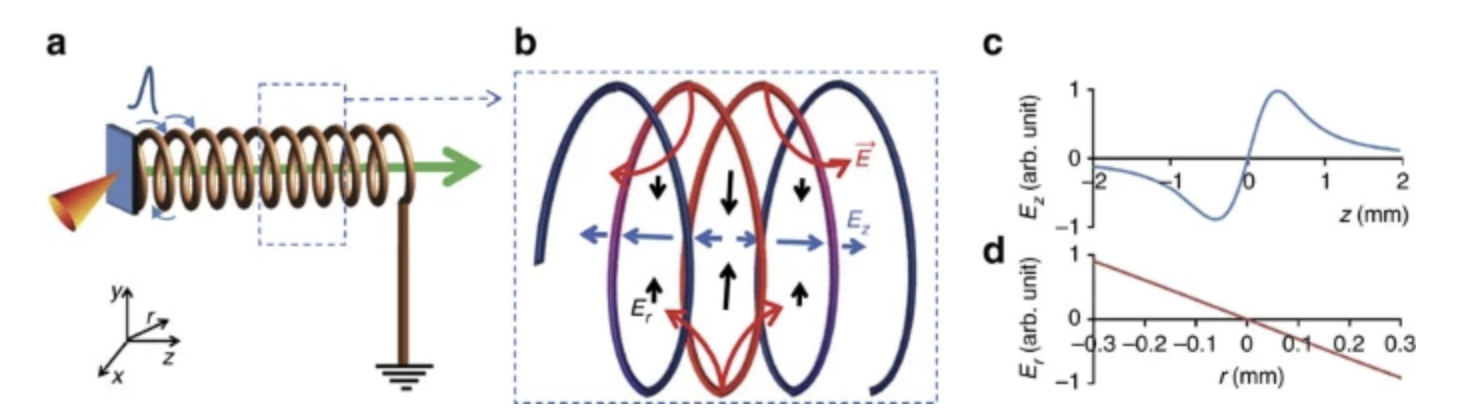 a
y
r
z
x
b
E
E_z
E_r
c
E_z (arb. unit)
1
0
−1
−2
−1
0
1
2
z (mm)
d
E_r (arb. unit)
1
0
−1
−0.3
−0.2
−0.1
0
0.1
0.2
0.3
r (mm)